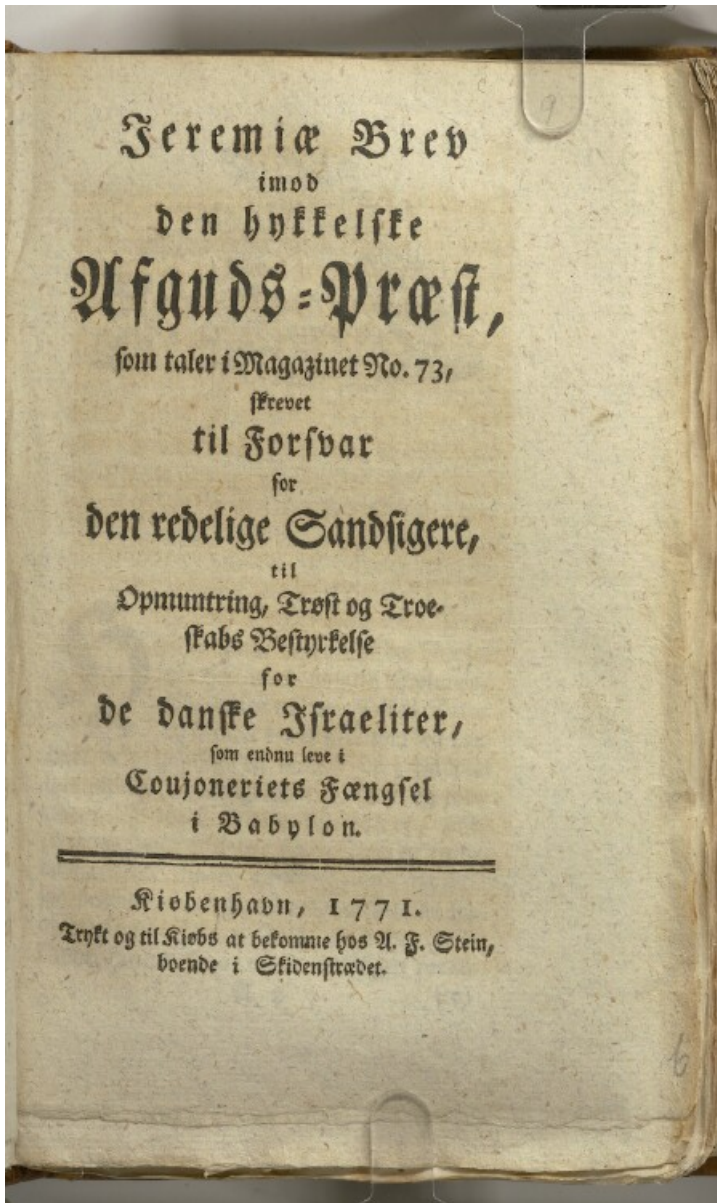 Jeremiæ Brev
imod
den hykkelske
Afguds-Præst,
som taler i Magazinet No. 73,
skrevet
til Forsvar
for
den redelige Sandsigere,
til
Opmuntring, Trøst og Troe-
skabs Bestyrkelse
for
de danske Israeliter,
som endnu leve i
Coujoneriets Fængsel
i Babylon.
Kiøbenhavn, 1771.
Trykt og til Kiøbs at bekomme hos A. F. Stein,
boende i Skidenstrædet.
9
6